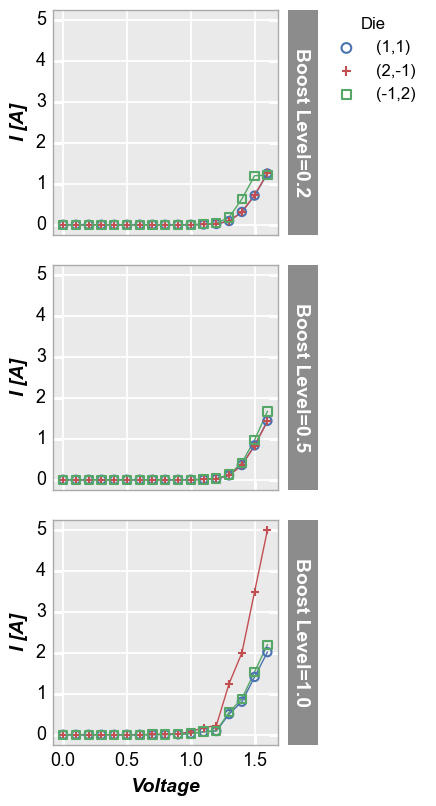 Die
(1,1)
(2,-1)
(-1,2)
5
4
3
2
1
0
I [A]
Boost Level=0.2
5
4
3
2
1
0
I [A]
Boost Level=0.5
5
4
3
2
1
0
I [A]
Boost Level=1.0
0.0 0.5 1.0 1.5
Voltage